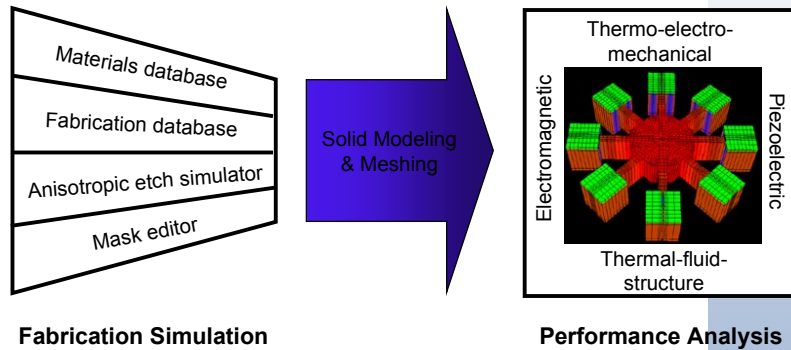 Materials database
Fabrication database
Anisotropic etch simulator
Mask editor
Fabrication Simulation
Solid Modeling
& Meshing
Thermo-electro-
mechanical
Electromagnetic
Piezoelectric
Thermal-fluid-
structure
Performance Analysis